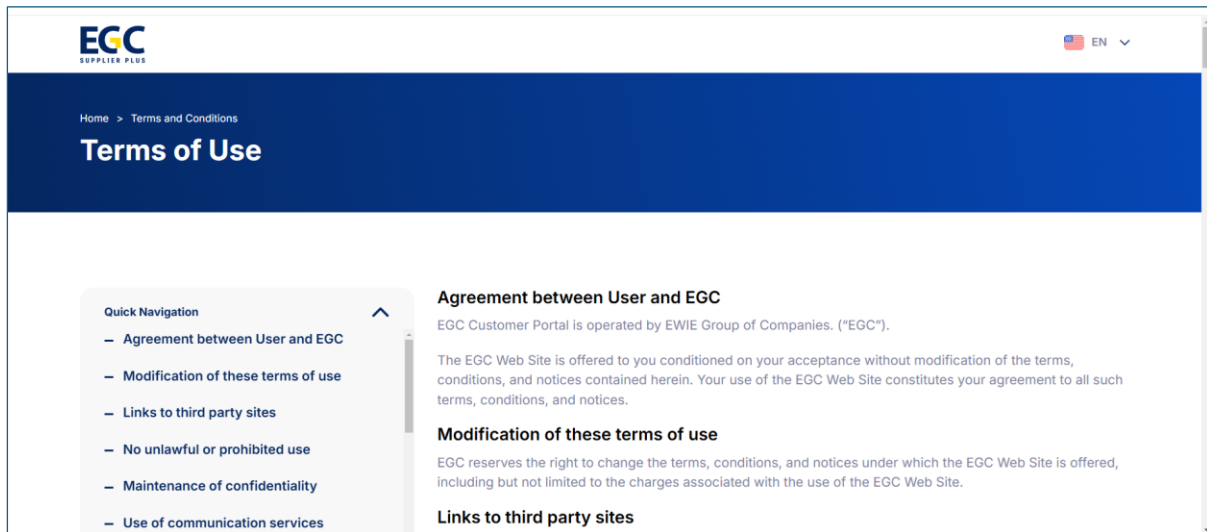 EGC
SUPPLIER PLUS
EN
Home > Terms and Conditions
Terms of Use
Quick Navigation
– Agreement between User and EGC
– Modification of these terms of use
– Links to third party sites
– No unlawful or prohibited use
– Maintenance of confidentiality
– Use of communication services
Agreement between User and EGC
EGC Customer Portal is operated by EWIE Group of Companies. (“EGC”).
The EGC Web Site is offered to you conditioned on your acceptance without modification of the terms,
conditions, and notices contained herein. Your use of the EGC Web Site constitutes your agreement to all such
terms, conditions, and notices.
Modification of these terms of use
EGC reserves the right to change the terms, conditions, and notices under which the EGC Web Site is offered,
including but not limited to the charges associated with the use of the EGC Web Site.
Links to third party sites